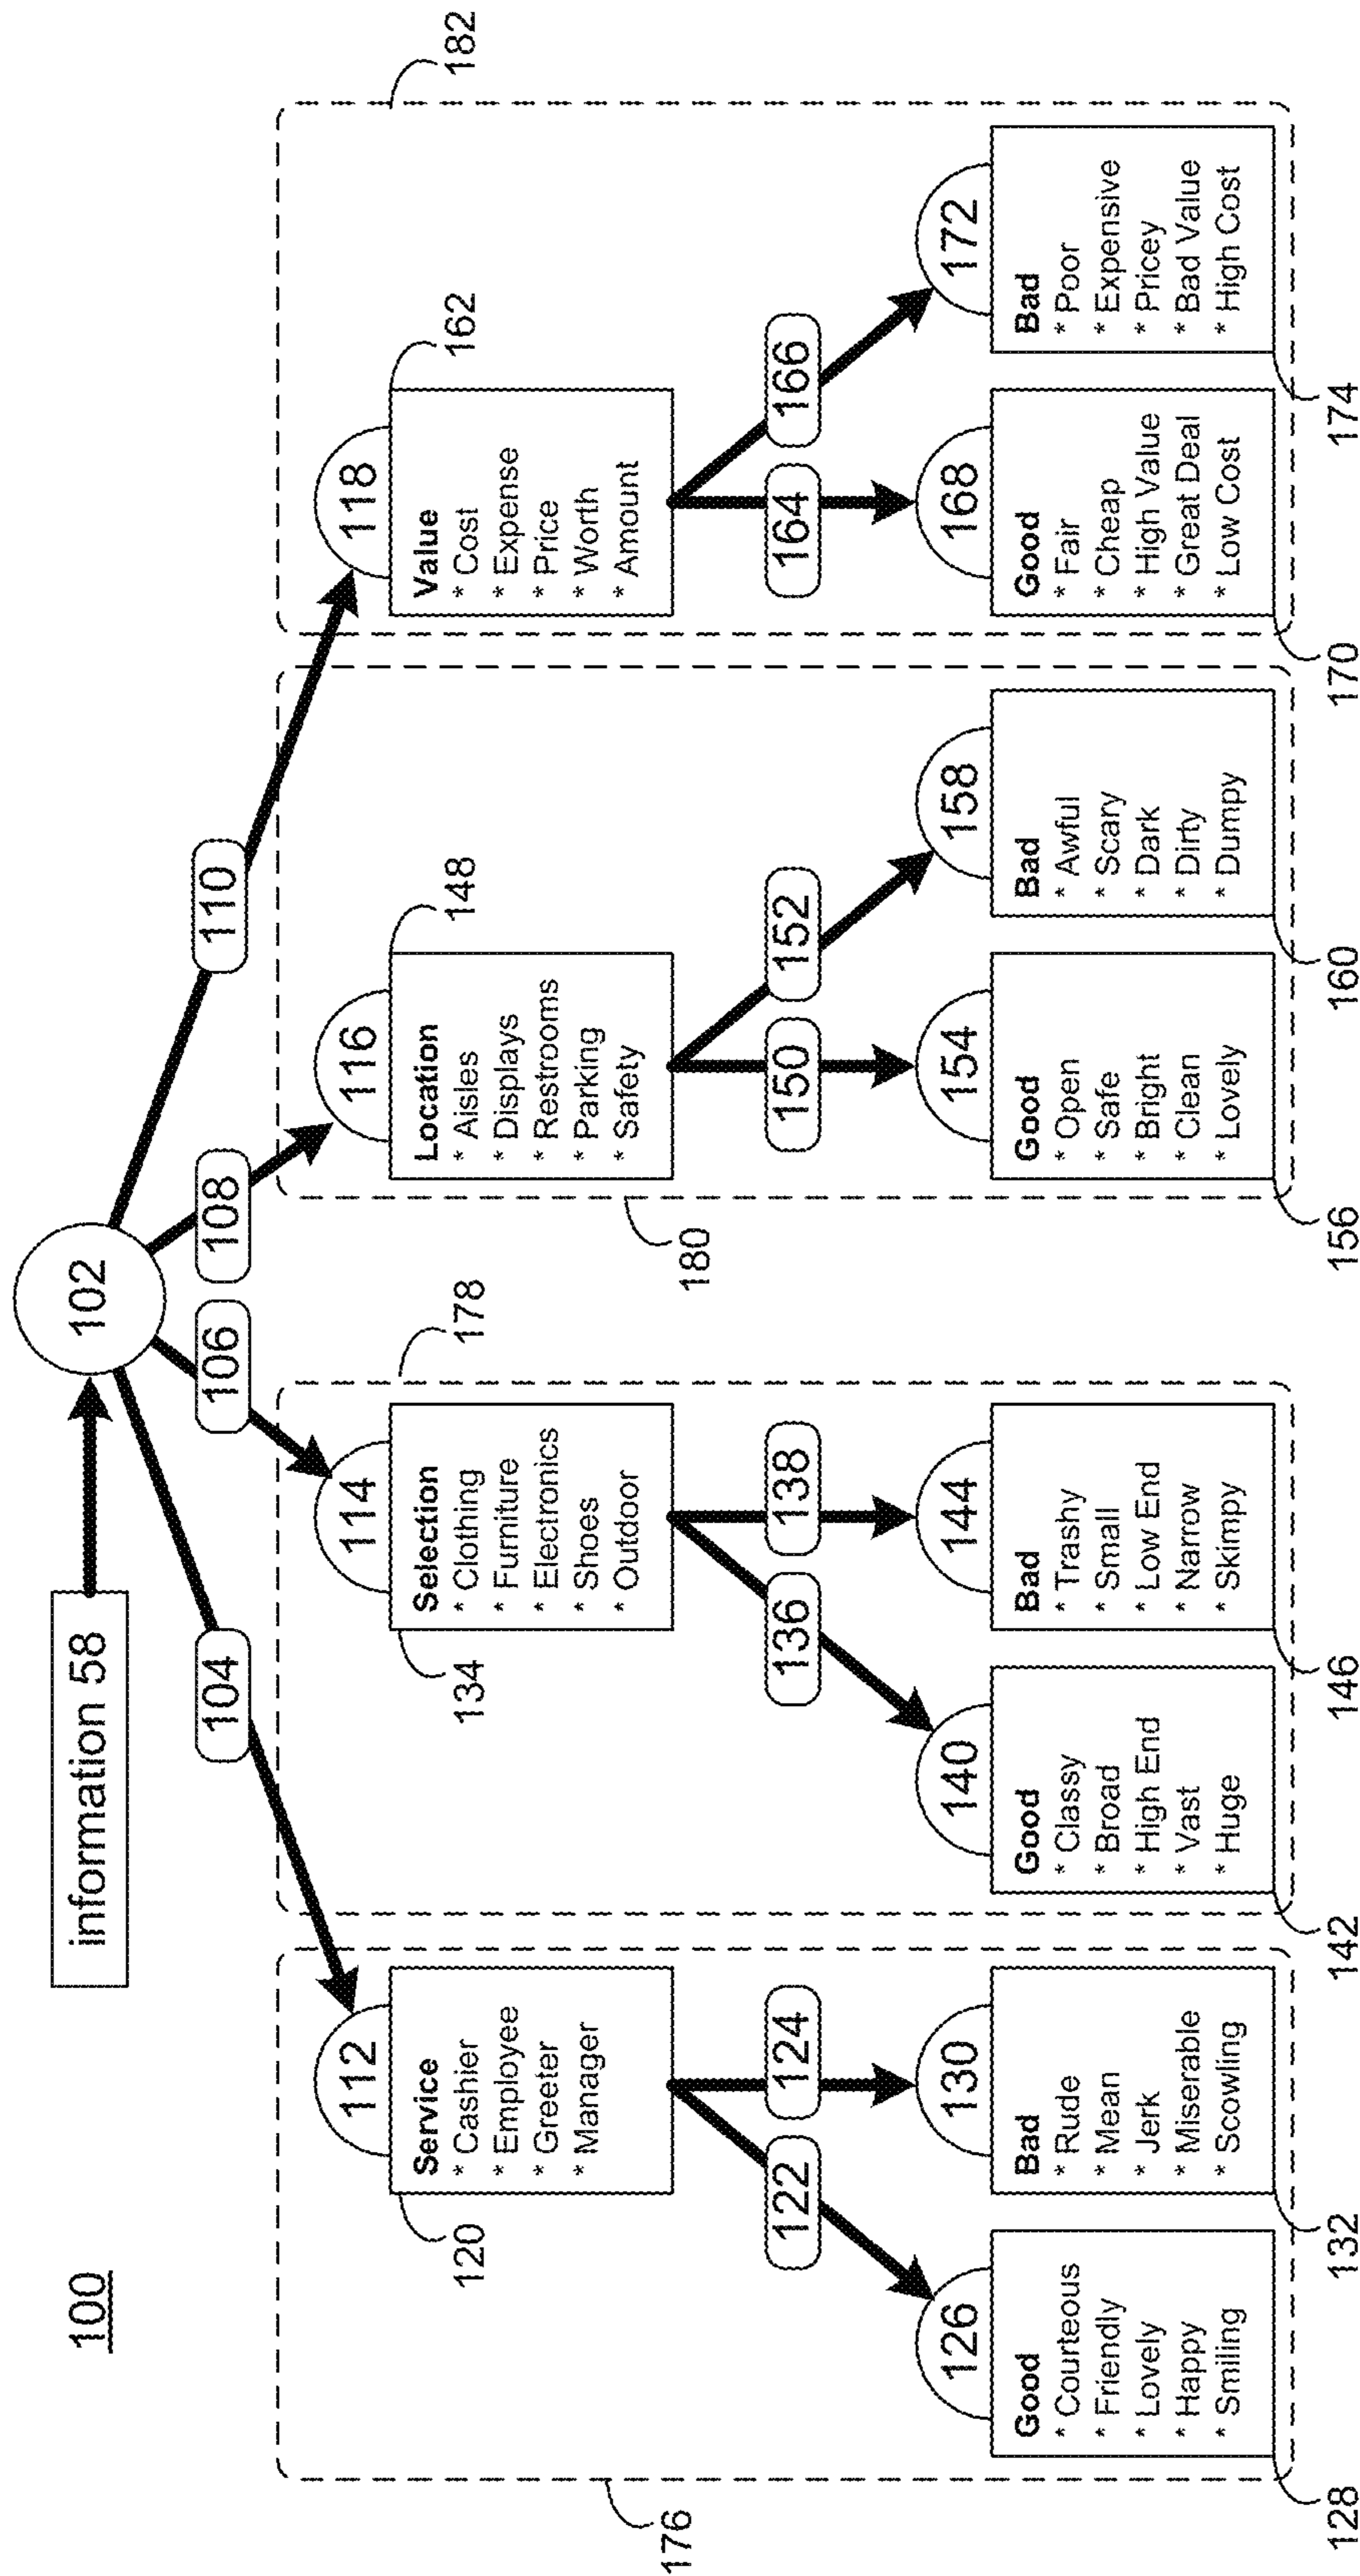 100
information 58
102
104
106
108
110
182
112
114
116
118
120
Service
* Cashier
* Employee
* Greeter
* Manager
134
Selection
* Clothing
* Furniture
* Electronics
* Shoes
* Outdoor
178
Location
* Aisles
* Displays
* Restrooms
* Parking
* Safety
148
Value
* Cost
* Expense
* Price
* Worth
* Amount
162
176
180
122
124
136
138
150
152
164
166
126
Good
* Courteous
* Friendly
* Lovely
* Happy
* Smiling
128
130
Bad
* Rude
* Mean
* Jerk
* Miserable
* Scowling
132
140
Good
* Classy
* Broad
* High End
* Vast
* Huge
142
144
Bad
* Trashy
* Small
* Low End
* Narrow
* Skimpy
146
154
Good
* Open
* Safe
* Bright
* Clean
* Lovely
156
158
Bad
* Awful
* Scary
* Dark
* Dirty
* Dumpy
160
168
Good
* Fair
* Cheap
* High Value
* Great Deal
* Low Cost
170
172
Bad
* Poor
* Expensive
* Pricey
* Bad Value
* High Cost
174